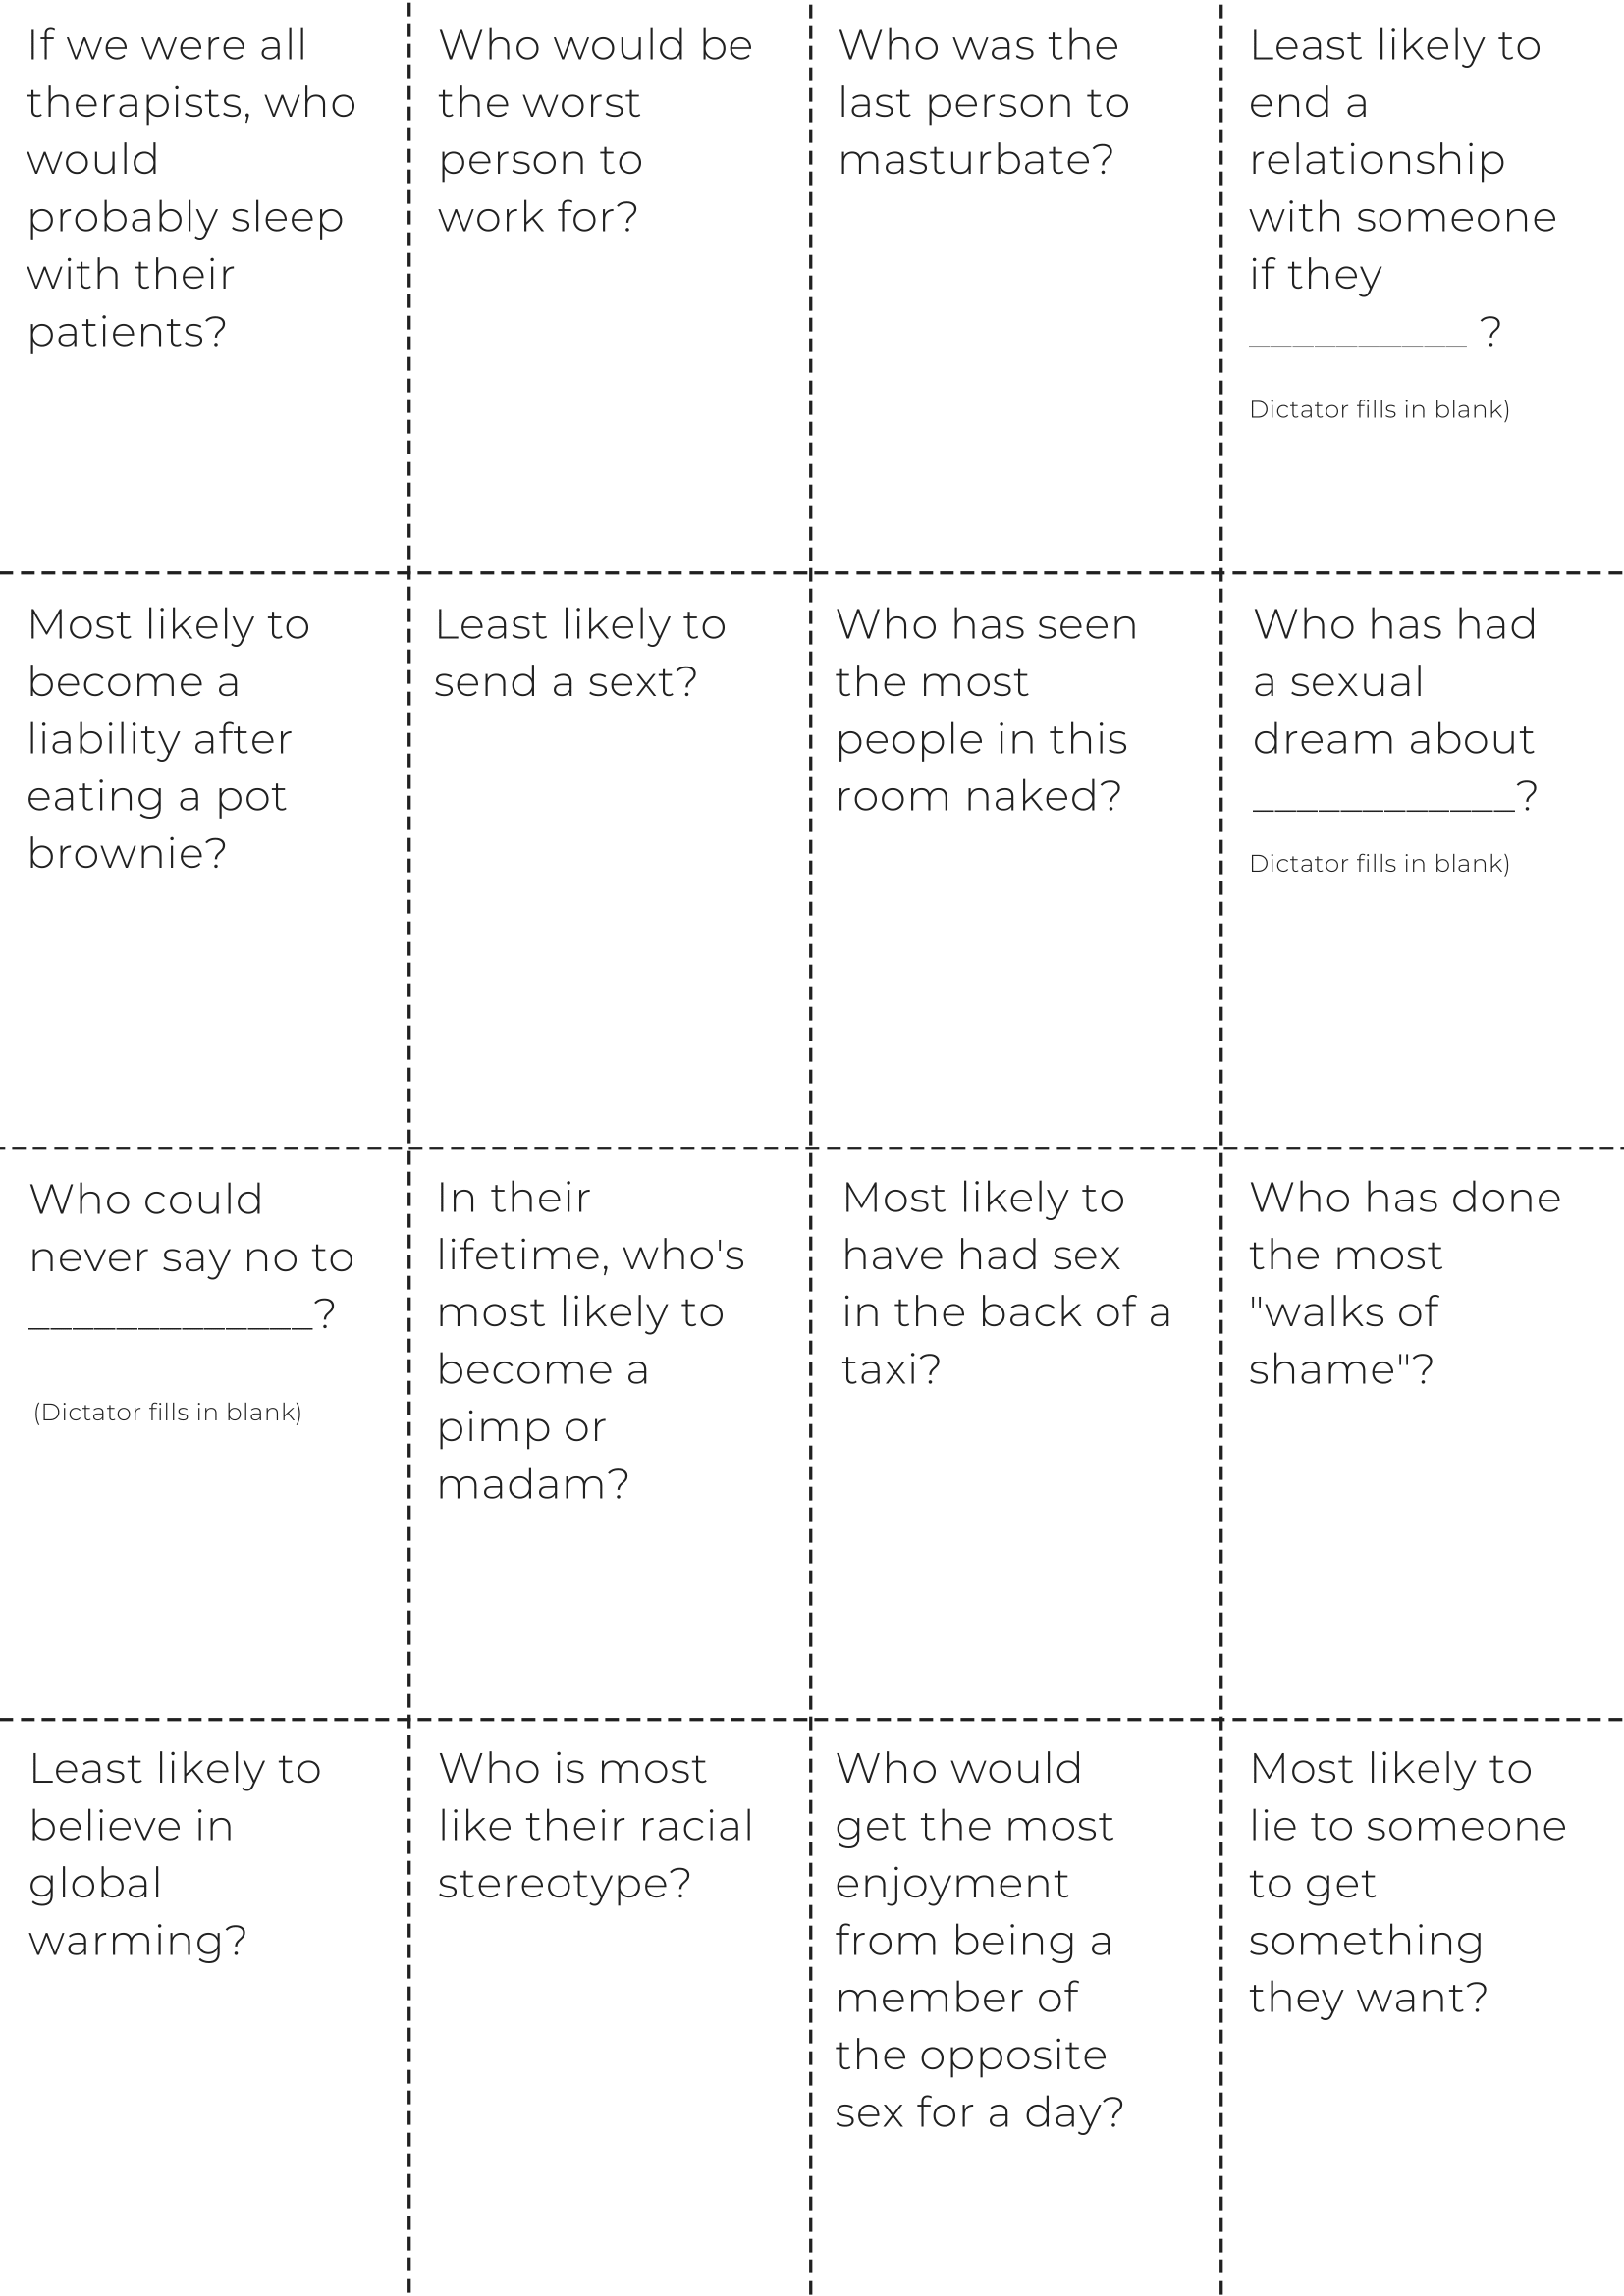 If we were all
therapists, who
would
probably sleep
with their
patients?
Who would be
the worst
person to
work for?
Who was the
last person to
masturbate?
Least likely to
end a
relationship
with someone
if they
__________ ?
Dictator fills in blank)
Most likely to
become a
liability after
eating a pot
brownie?
Least likely to
send a sext?
Who has seen
the most
people in this
room naked?
Who has had
a sexual
dream about
____________?
Dictator fills in blank)
Who could
never say no to
_____________?
(Dictator fills in blank)
In their
lifetime, who's
most likely to
become a
pimp or
madam?
Most likely to
have had sex
in the back of a
taxi?
Who has done
the most
"walks of
shame"?
Least likely to
believe in
global
warming?
Who is most
like their racial
stereotype?
Who would
get the most
enjoyment
from being a
member of
the opposite
sex for a day?
Most likely to
lie to someone
to get
something
they want?